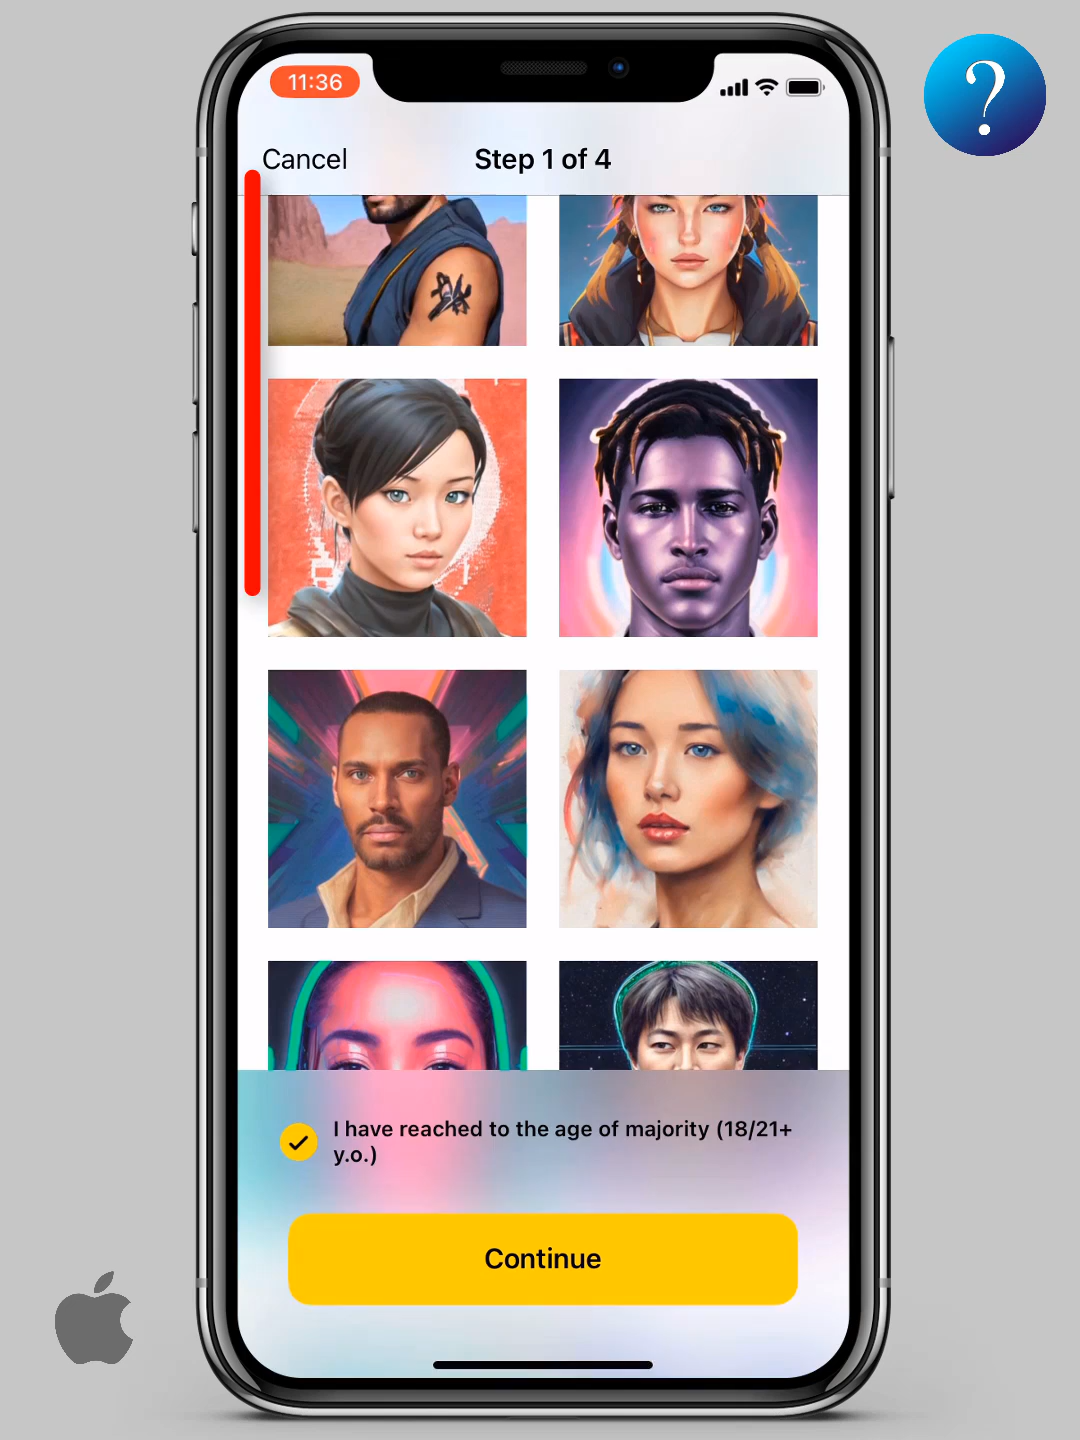 ?
11:36
Cancel
Step 1 of 4
I have reached to the age of majority (18/21+
y.o.)
Continue